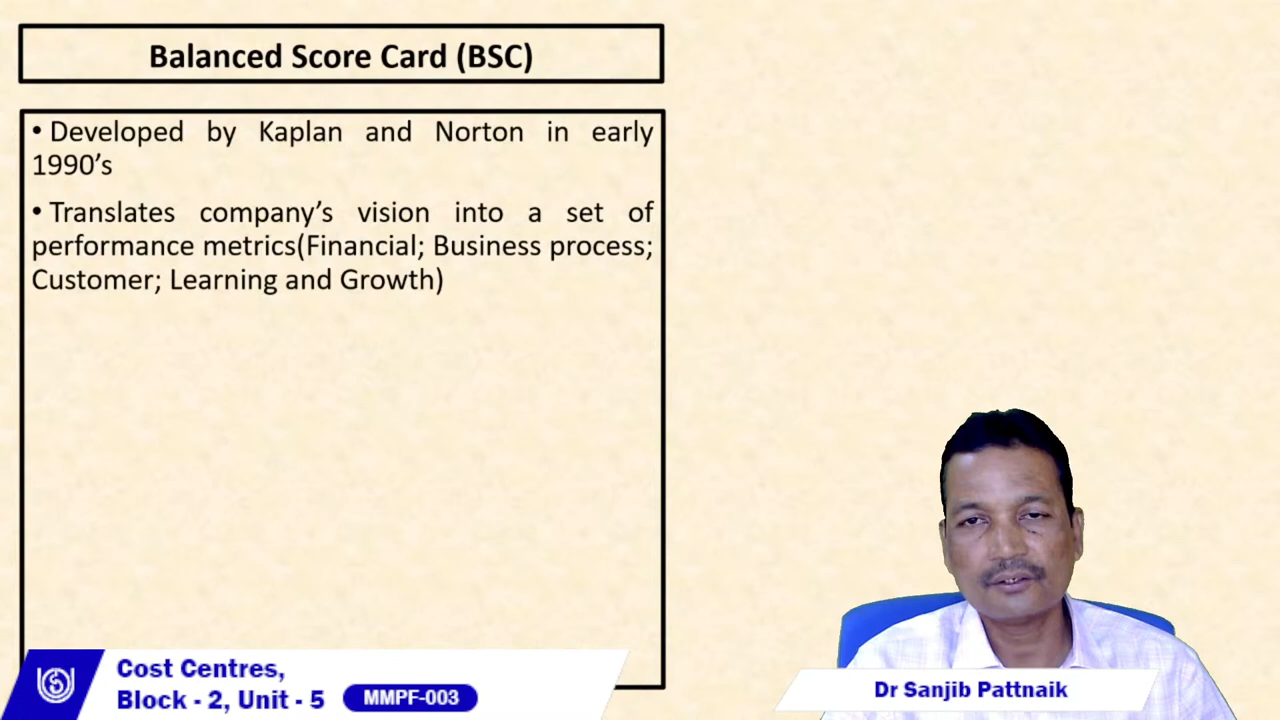 Balanced Score Card (BSC)
• Developed by Kaplan and Norton in early
1990’s
• Translates company’s vision into a set of
performance metrics(Financial; Business process;
Customer; Learning and Growth)
Cost Centres,
Block - 2, Unit - 5
MMPF-003
Dr Sanjib Pattnaik